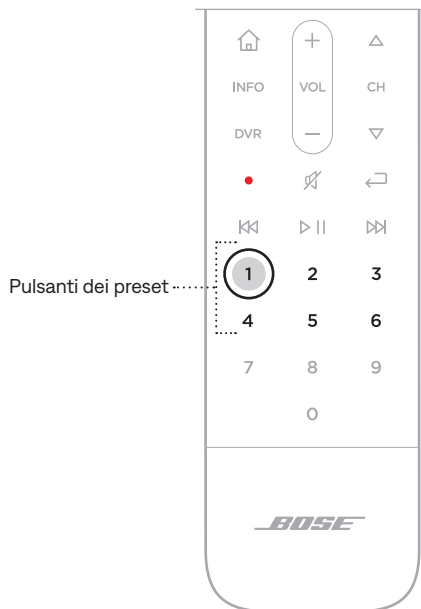 +
INFO VOL CH
DVR −
Pulsanti dei preset
1 2 3
4 5 6
7 8 9
0
BOSE